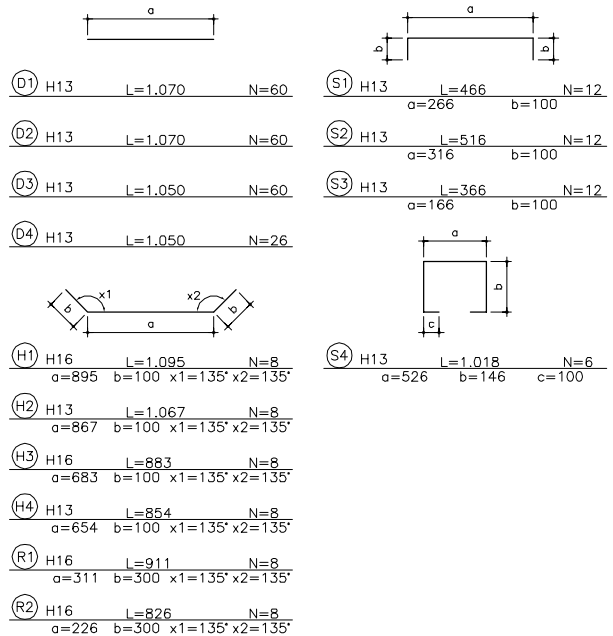 a
D1 H13 L=1.070 N=60
D2 H13 L=1.070 N=60
D3 H13 L=1.050 N=60
D4 H13 L=1.050 N=26
b x1 x2 b
a
H1 H16 L=1.095 N=8
a=895 b=100 x1=135° x2=135°
H2 H13 L=1.067 N=8
a=867 b=100 x1=135° x2=135°
H3 H16 L=883 N=8
a=683 b=100 x1=135° x2=135°
H4 H13 L=854 N=8
a=654 b=100 x1=135° x2=135°
R1 H16 L=911 N=8
a=311 b=300 x1=135° x2=135°
R2 H16 L=826 N=8
a=226 b=300 x1=135° x2=135°
a
b b
S1 H13 L=466 N=12
a=266 b=100
S2 H13 L=516 N=12
a=316 b=100
S3 H13 L=366 N=12
a=166 b=100
a
b
c
S4 H13 L=1.018 N=6
a=526 b=146 c=100